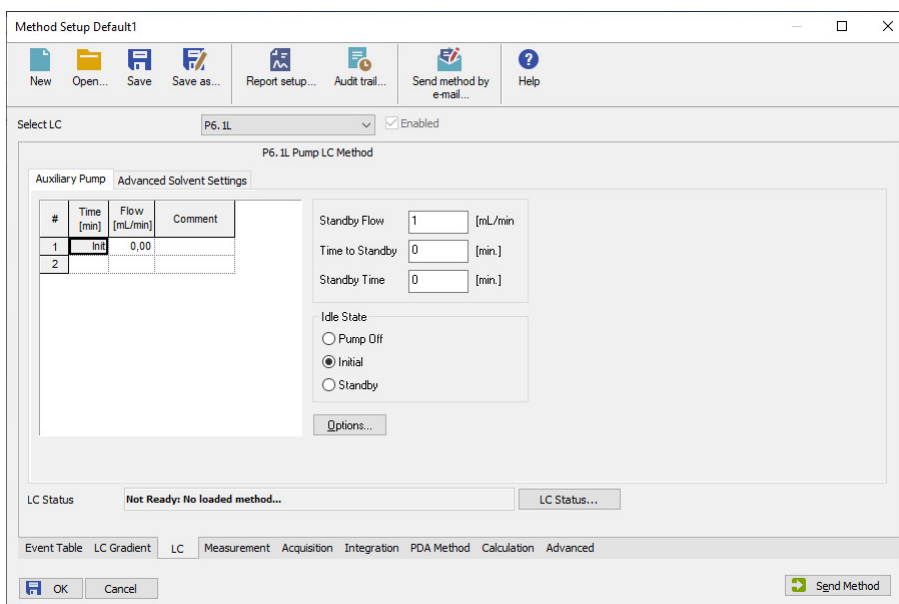 Method Setup Default1
New Open... Save Save as... Report setup... Audit trail... Send method by e-mail... Help
Select LC P6.1L Enabled
P6.1L Pump LC Method
Auxiliary Pump Advanced Solvent Settings
# Time [min] Flow [mL/min] Comment
1 Init 0,00
2
Standby Flow 1 [mL/min
Time to Standby 0 [min.]
Standby Time 0 [min.]
Idle State
Pump Off
Initial
Standby
Options...
LC Status Not Ready: No loaded method... LC Status...
Event Table LC Gradient LC Measurement Acquisition Integration PDA Method Calculation Advanced
OK Cancel Send Method